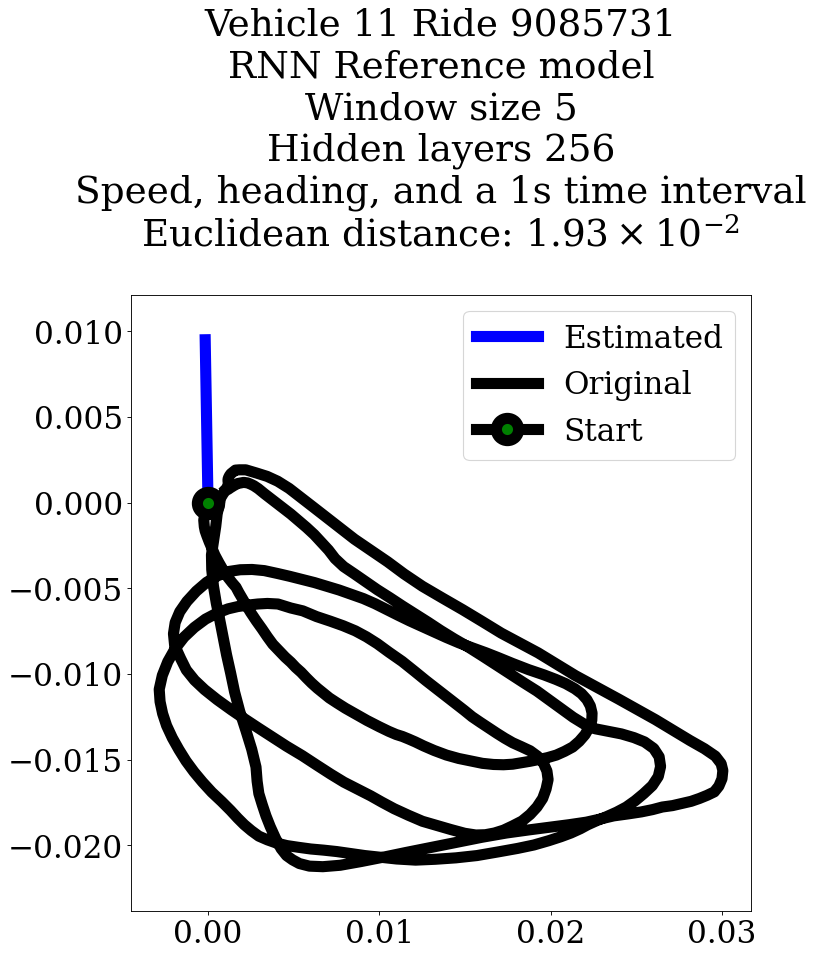 Vehicle 11 Ride 9085731
RNN Reference model
Window size 5
Hidden layers 256
Speed, heading, and a 1s time interval
Euclidean distance: 1.93 × 10⁻²
Estimated
Original
Start
0.010
0.005
0.000
−0.005
−0.010
−0.015
−0.020
0.00 0.01 0.02 0.03